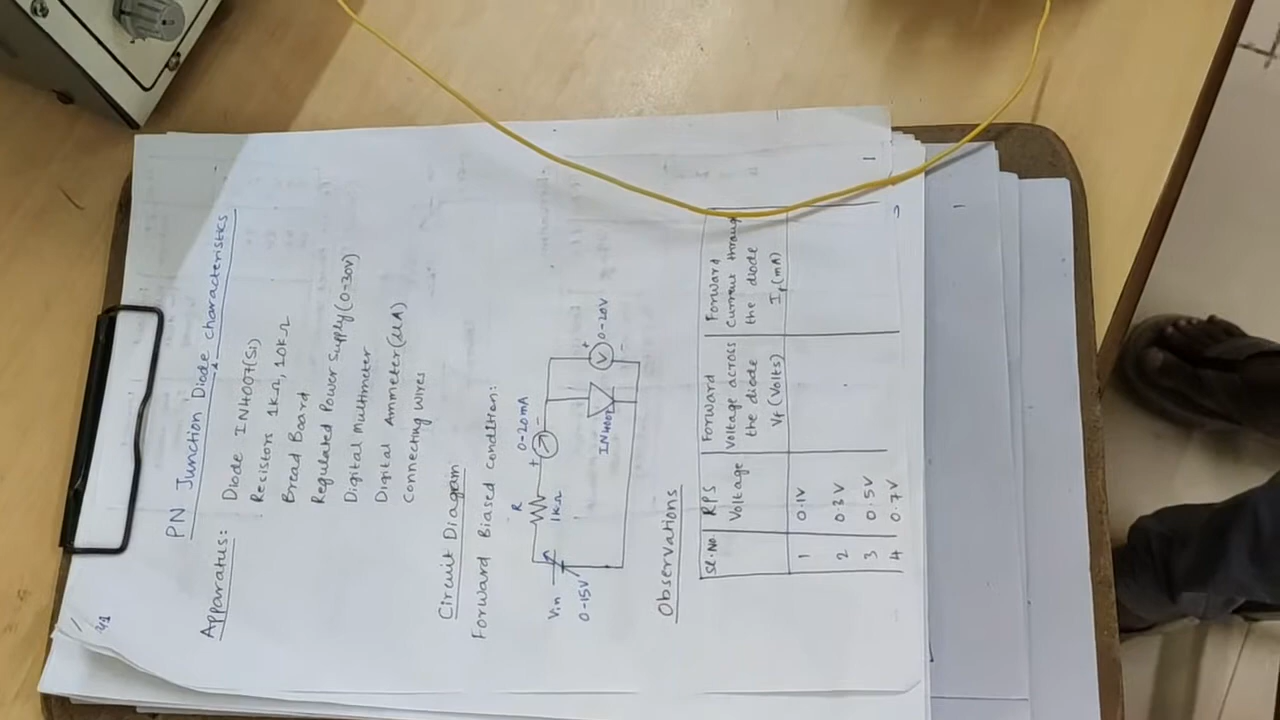 PN Junction Diode characteristics
Apparatus:
Diode IN4007(Si)
Resistors 1KΩ, 10KΩ
Bread Board
Regulated Power Supply(0-30V)
Digital Multimeter
Digital Ammeter(μA)
Connecting wires
Circuit Diagram
Forward Biased condition:
R
1KΩ
+ 0-20mA -
Vin
0-15V
IN4007
+ V 0-20V -
Observations
Sl.No. RPS Voltage Forward Voltage across the diode Vf (Volts) Forward Current throug the diode If (mA)
1 0.1V
2 0.3V
3 0.5V
4 0.7V